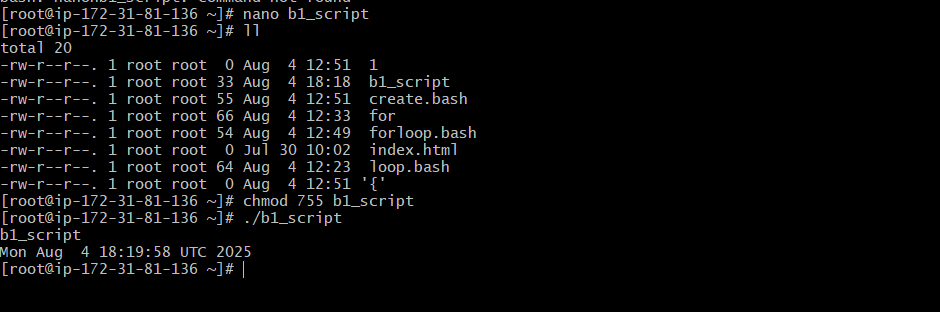 [root@ip-172-31-81-136 ~]# nano b1_script
[root@ip-172-31-81-136 ~]# ll
total 20
-rw-r--r--. 1 root root  0 Aug  4 12:51  1
-rw-r--r--. 1 root root 33 Aug  4 18:18  b1_script
-rw-r--r--. 1 root root 55 Aug  4 12:51  create.bash
-rw-r--r--. 1 root root 66 Aug  4 12:33  for
-rw-r--r--. 1 root root 54 Aug  4 12:49  forloop.bash
-rw-r--r--. 1 root root  0 Jul 30 10:02  index.html
-rw-r--r--. 1 root root 64 Aug  4 12:23  loop.bash
-rw-r--r--. 1 root root  0 Aug  4 12:51 '{'
[root@ip-172-31-81-136 ~]# chmod 755 b1_script
[root@ip-172-31-81-136 ~]# ./b1_script
b1_script
Mon Aug  4 18:19:58 UTC 2025
[root@ip-172-31-81-136 ~]#